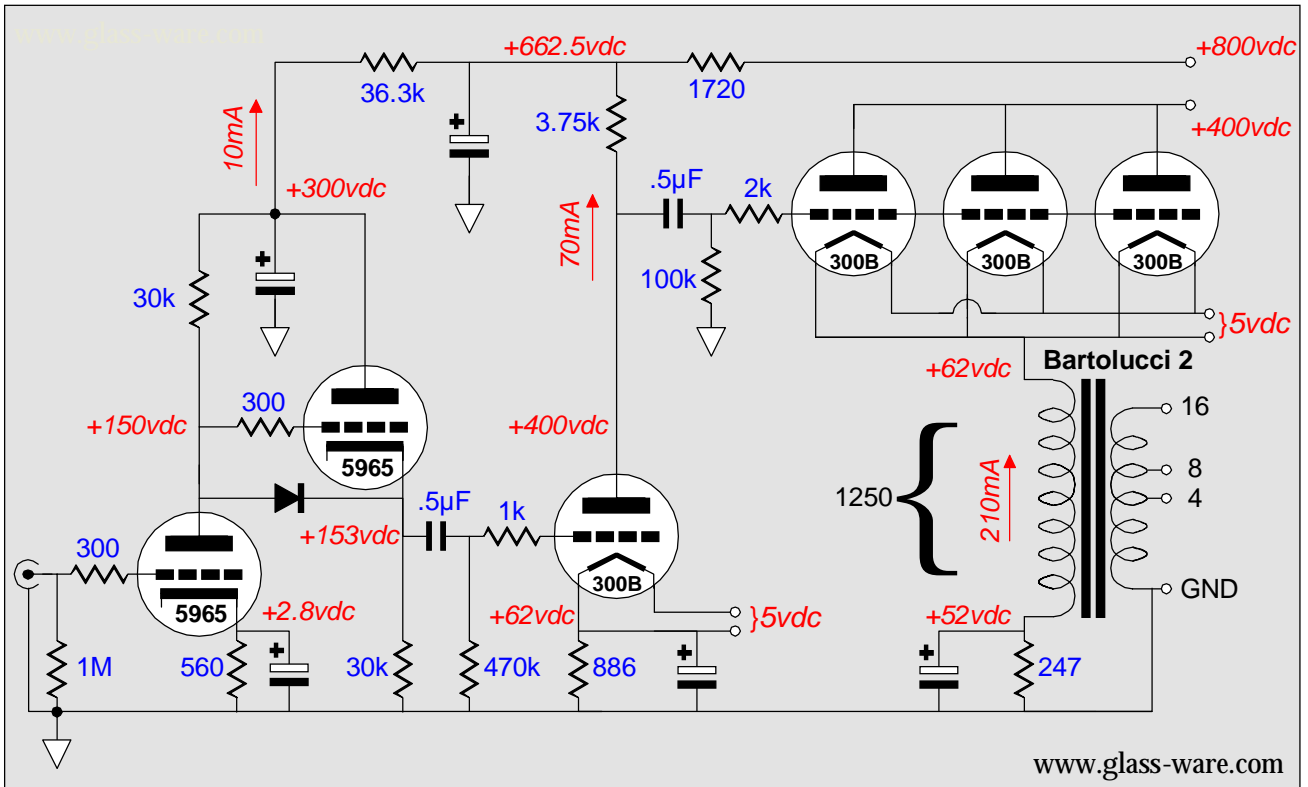 www.glass-ware.com
+662.5vdc
+800vdc
36.3k
1720
3.75k
+400vdc
10mA
+300vdc
.5µF
2k
70mA
300B
300B
300B
30k
100k
}5vdc
Bartolucci 2
+62vdc
300
+150vdc
+400vdc
16
5965
8
1250
210mA
4
.5µF
1k
+153vdc
300
300B
GND
5965
+2.8vdc
+62vdc
}5vdc
+52vdc
1M
560
30k
470k
886
247
www.glass-ware.com